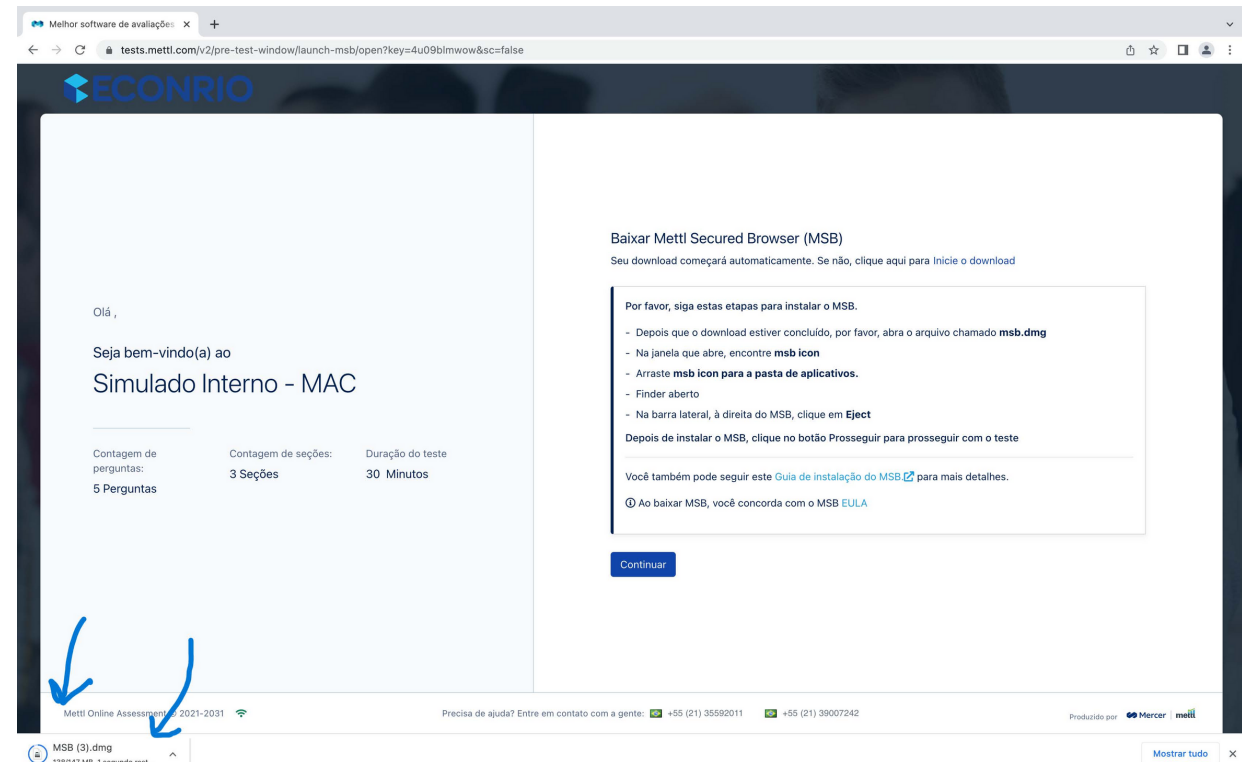 Melhor software de avaliações
tests.mettl.com/v2/pre-test-window/launch-msb/open?key=4u09blmwow&sc=false
ECONRIO
Olá ,
Seja bem-vindo(a) ao
Simulado Interno - MAC
Contagem de perguntas:
5 Perguntas
Contagem de seções:
3 Seções
Duração do teste
30 Minutos
Baixar Mettl Secured Browser (MSB)
Seu download começará automaticamente. Se não, clique aqui para Inicie o download
Por favor, siga estas etapas para instalar o MSB.
- Depois que o download estiver concluído, por favor, abra o arquivo chamado msb.dmg
- Na janela que abre, encontre msb icon
- Arraste msb icon para a pasta de aplicativos.
- Finder aberto
- Na barra lateral, à direita do MSB, clique em Eject
Depois de instalar o MSB, clique no botão Prosseguir para prosseguir com o teste
Você também pode seguir este Guia de instalação do MSB. para mais detalhes.
Ao baixar MSB, você concorda com o MSB EULA
Continuar
Mettl Online Assessment © 2021-2031
Precisa de ajuda? Entre em contato com a gente: +55 (21) 35592011 +55 (21) 39007242
Produzido por Mercer | mettl
MSB (3).dmg
138/147 MB, 1 segundo rest
Mostrar tudo